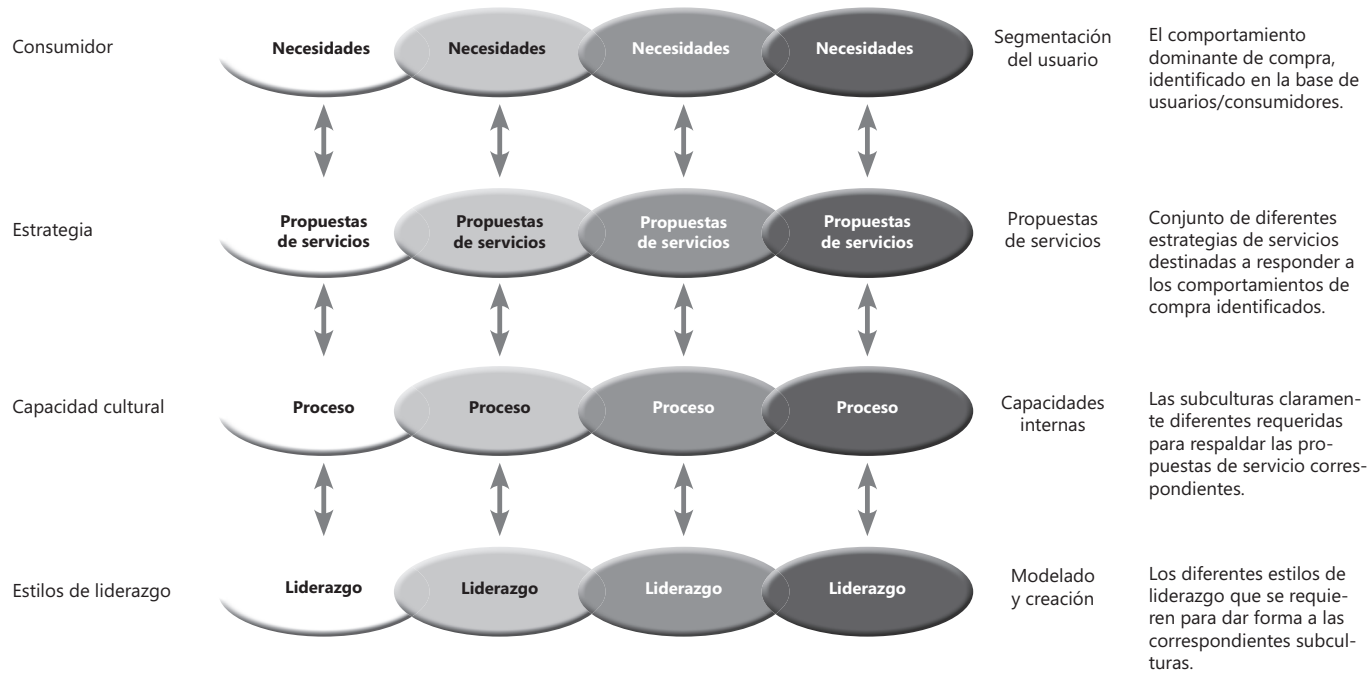 Consumidor
Necesidades
Necesidades
Necesidades
Necesidades
Segmentación
del usuario
El comportamiento
dominante de compra,
identificado en la base de
usuarios/consumidores.
Estrategia
Propuestas
de servicios
Propuestas
de servicios
Propuestas
de servicios
Propuestas
de servicios
Propuestas
de servicios
Conjunto de diferentes
estrategias de servicios
destinadas a responder a
los comportamientos de
compra identificados.
Capacidad cultural
Proceso
Proceso
Proceso
Proceso
Capacidades
internas
Las subculturas claramen-
te diferentes requeridas
para respaldar las pro-
puestas de servicio corres-
pondientes.
Estilos de liderazgo
Liderazgo
Liderazgo
Liderazgo
Liderazgo
Modelado
y creación
Los diferentes estilos de
liderazgo que se requie-
ren para dar forma a las
correspondientes subcul-
turas.